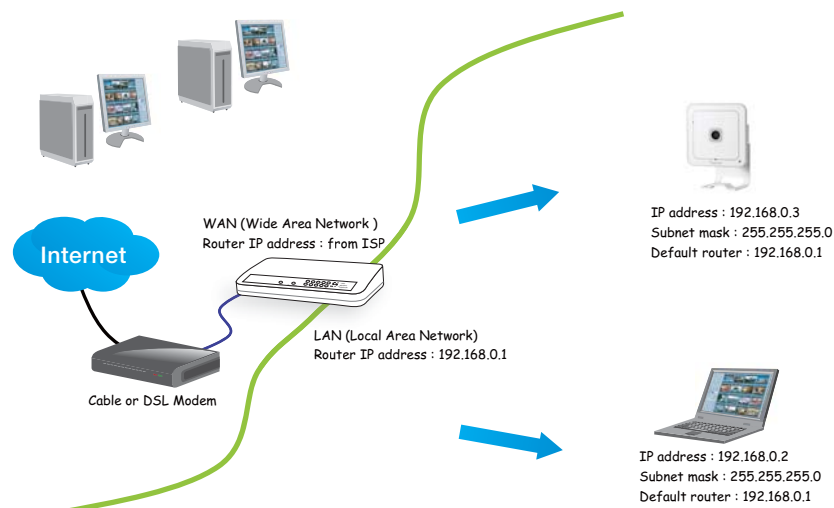 WAN (Wide Area Network )
Router IP address : from ISP
Internet
LAN (Local Area Network)
Router IP address : 192.168.0.1
Cable or DSL Modem
IP address : 192.168.0.3
Subnet mask : 255.255.255.0
Default router : 192.168.0.1
IP address : 192.168.0.2
Subnet mask : 255.255.255.0
Default router : 192.168.0.1